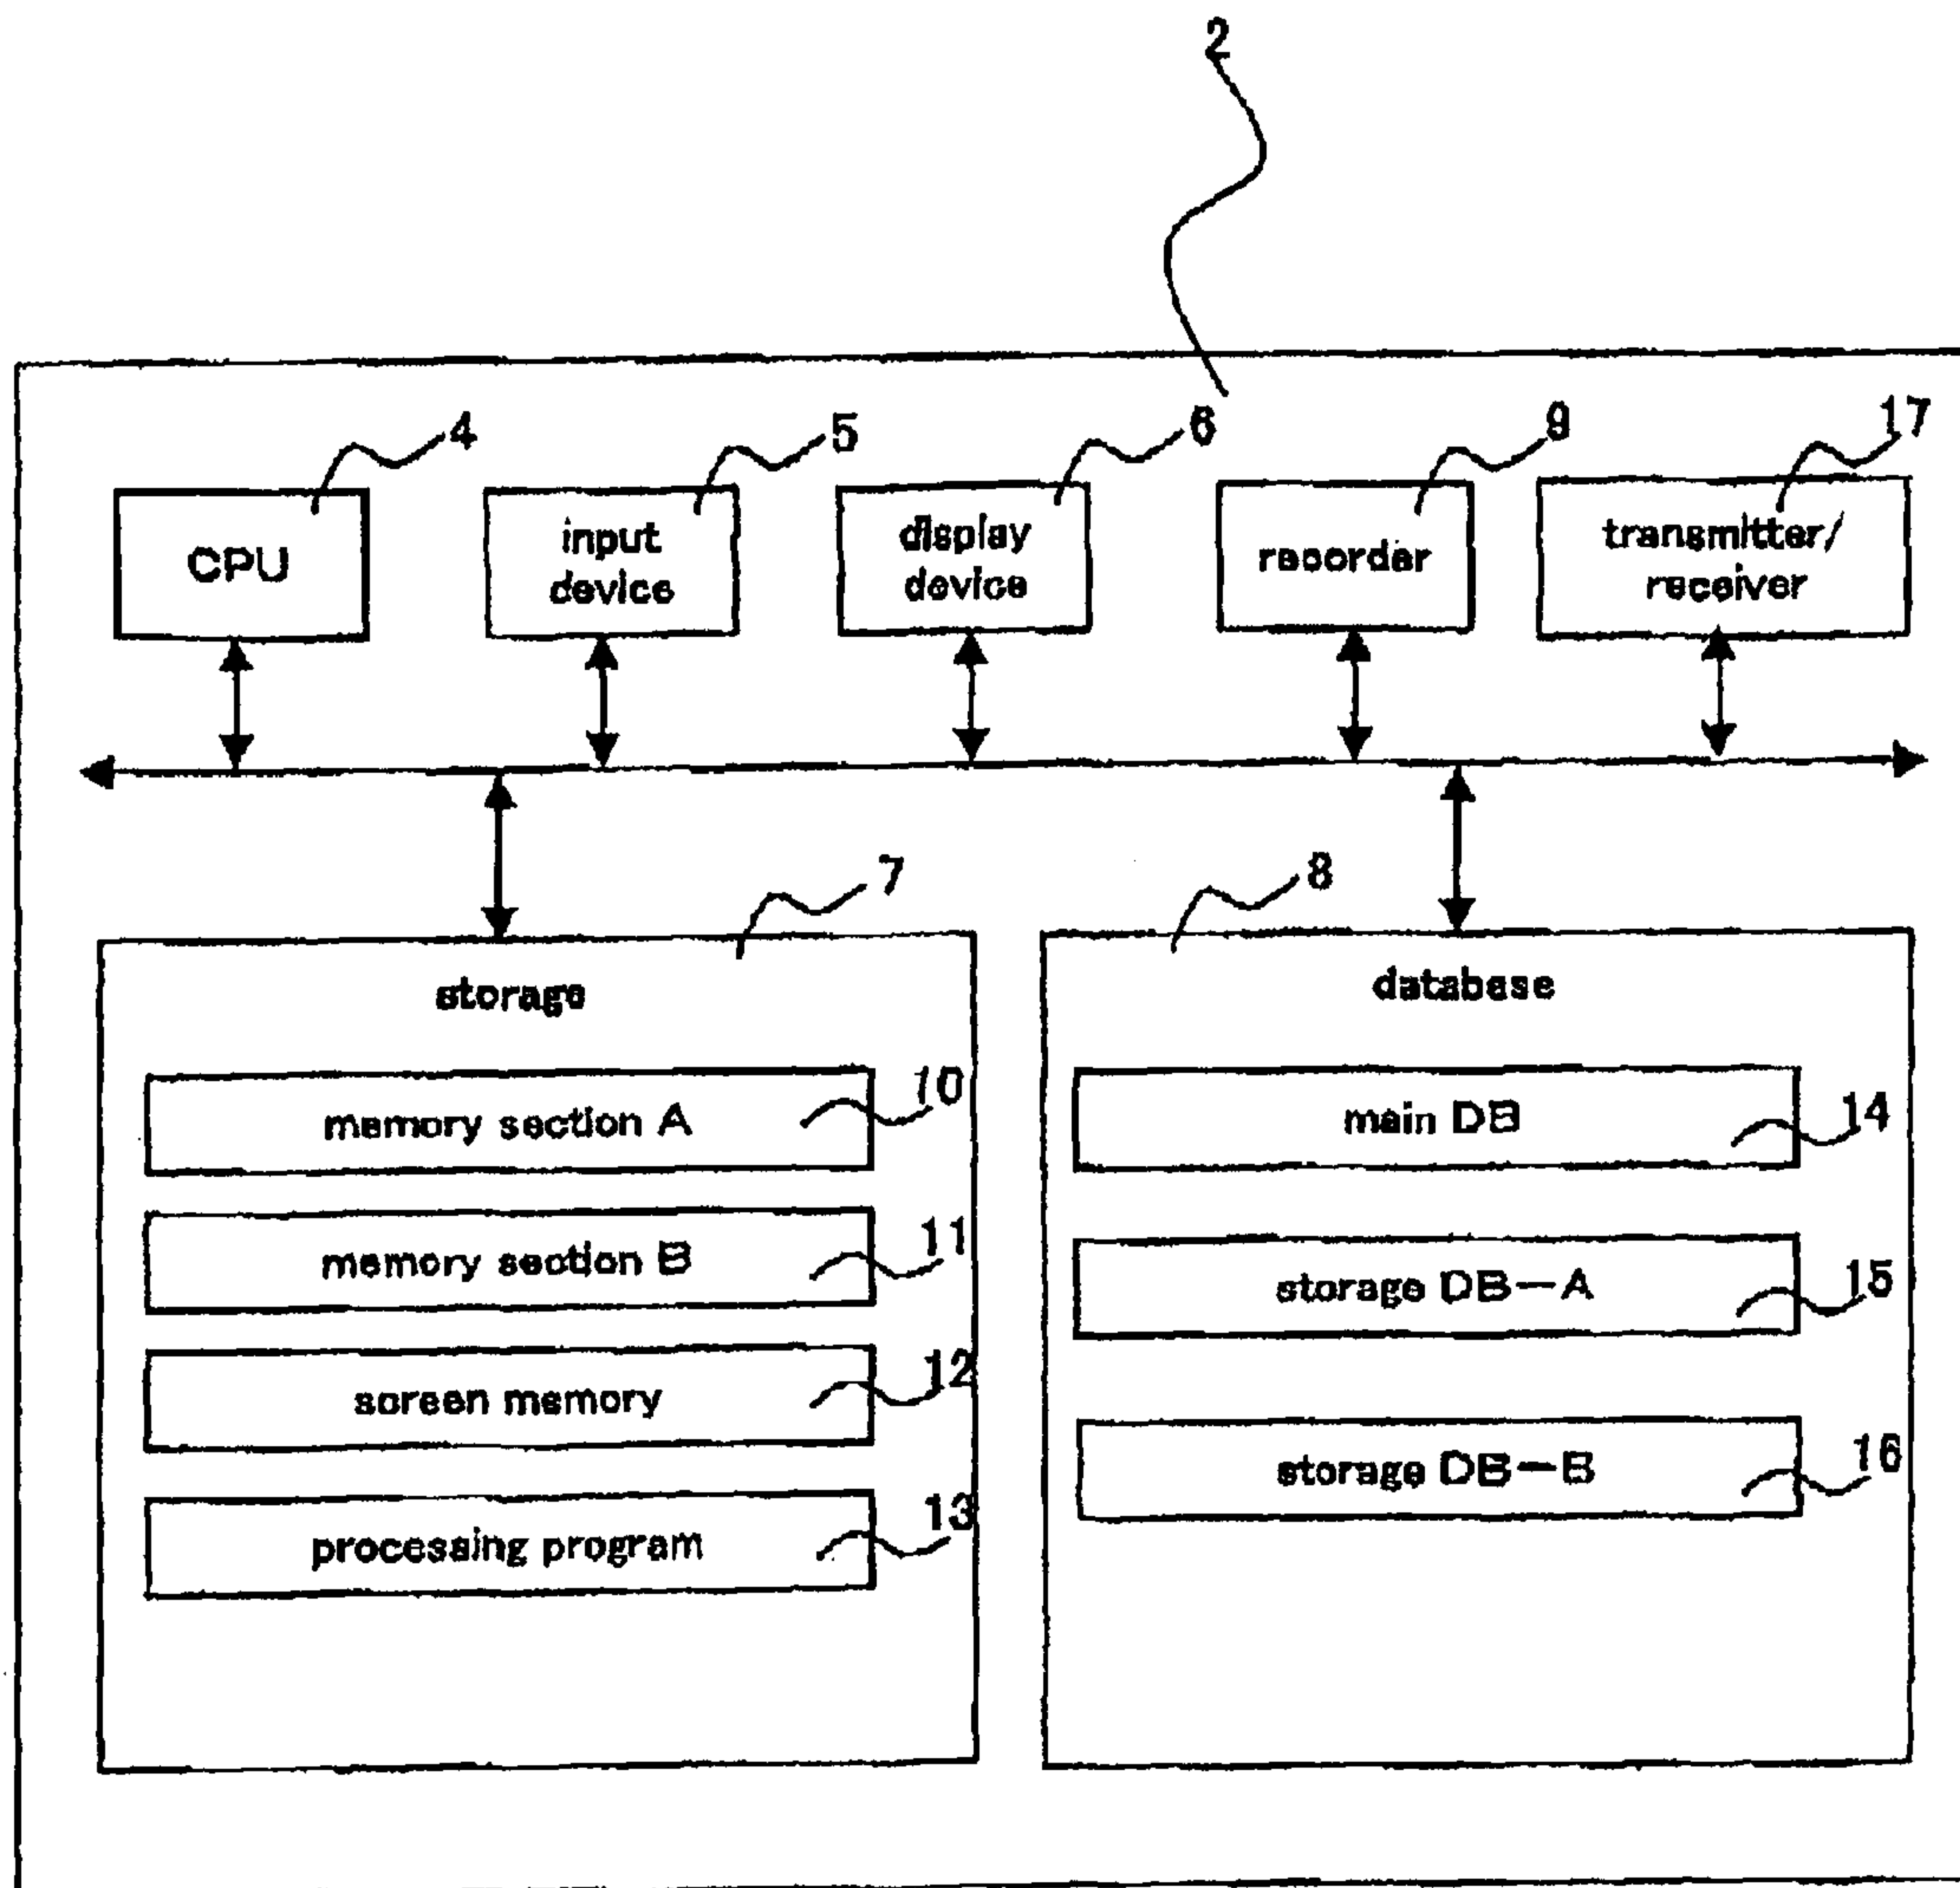 2
4
5
6
9
17
CPU
input
device
display
device
recorder
transmitter/
receiver
7
8
storage
database
memory section A
10
main DB
14
memory section B
11
storage DB—A
15
screen memory
12
storage DB—B
16
processing program
13